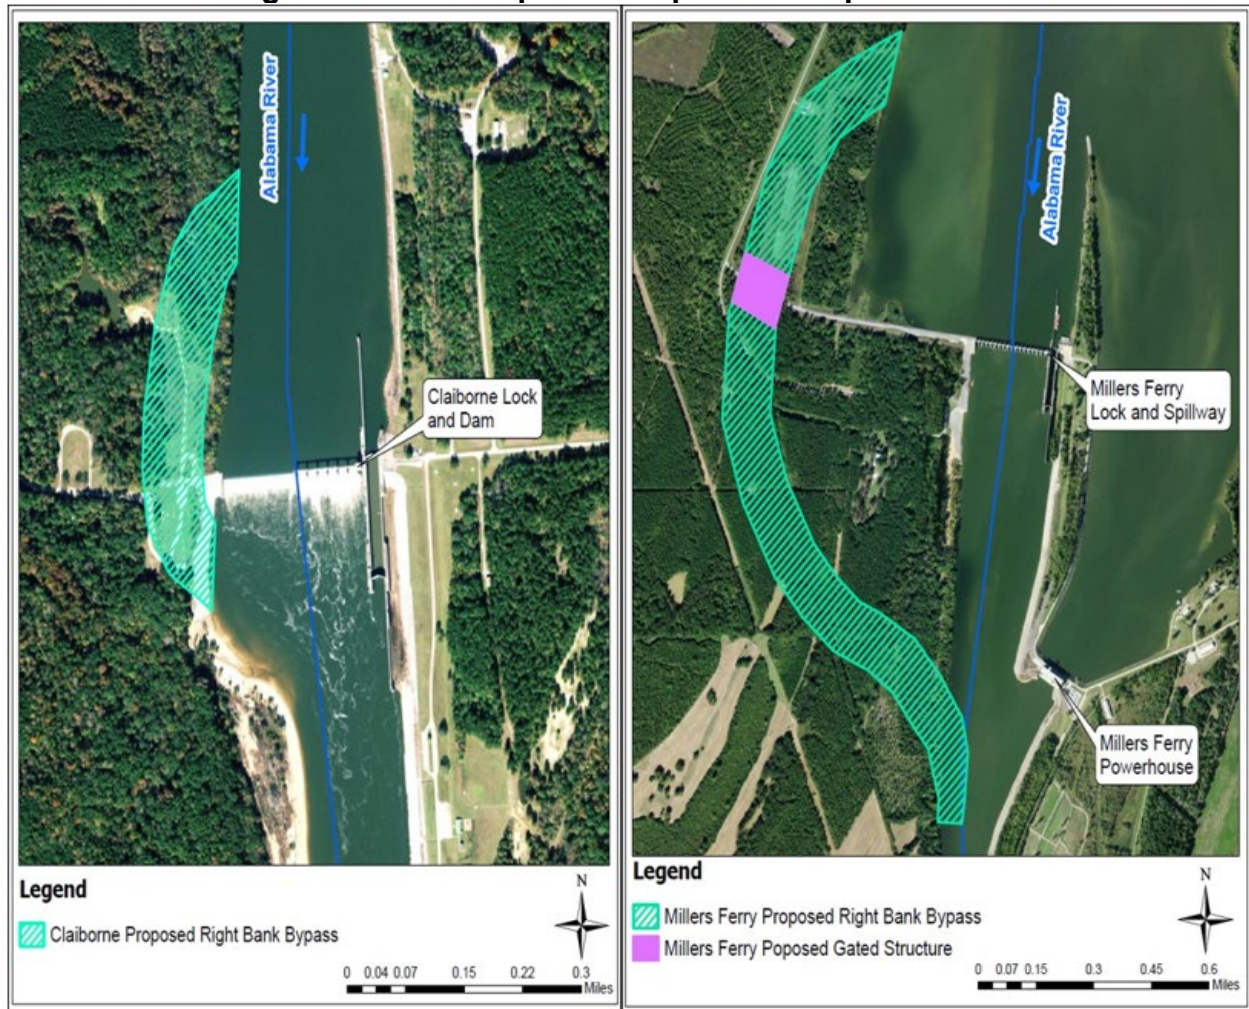 Alabama River
Claiborne Lock
and Dam
Legend
Claiborne Proposed Right Bank Bypass
N
0 0.04 0.07 0.15 0.22 0.3
Miles
Alabama River
Millers Ferry
Lock and Spillway
Millers Ferry
Powerhouse
Legend
Millers Ferry Proposed Right Bank Bypass
Millers Ferry Poposed Gated Structure
N
0 0.07 0.15 0.3 0.45 0.6
Miles